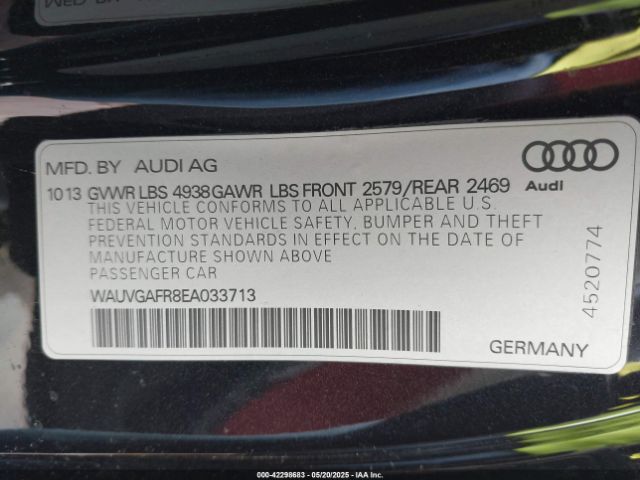 MFD. BY AUDI AG
1013 GVWR LBS 4938 GAWR LBS FRONT 2579/REAR 2469
Audi
THIS VEHICLE CONFORMS TO ALL APPLICABLE U.S.
FEDERAL MOTOR VEHICLE SAFETY, BUMPER AND THEFT
PREVENTION STANDARDS IN EFFECT ON THE DATE OF
MANUFACTURE SHOWN ABOVE
PASSENGER CAR
WAUVGAFR8EA033713
4520774
GERMANY
000-42298683 - 05/20/2025 - IAAI.COM